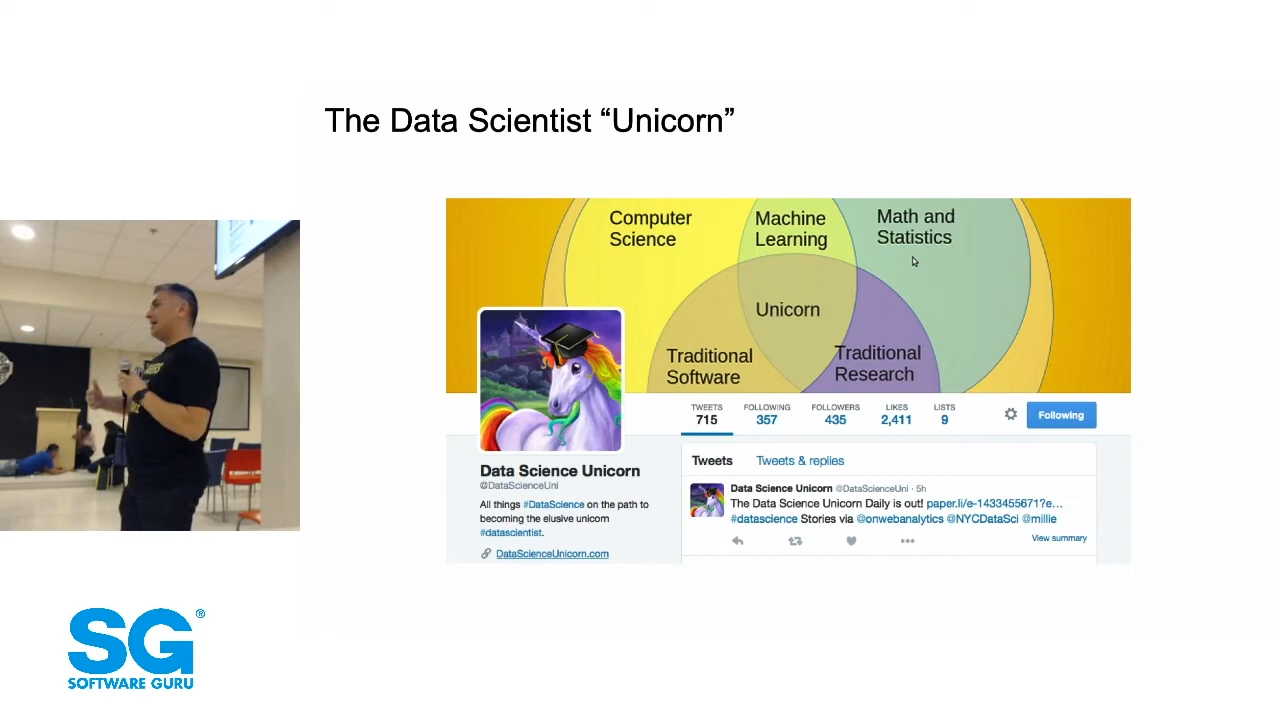 The Data Scientist “Unicorn”
Computer
Science
Machine
Learning
Math and
Statistics
Unicorn
Traditional
Software
Traditional
Research
TWEETS
715
FOLLOWING
357
FOLLOWERS
435
LIKES
2,411
LISTS
9
Following
Data Science Unicorn
@DataScienceUni
All things #DataScience on the path to
becoming the elusive unicorn
#datascientist.
DataScienceUnicorn.com
Tweets Tweets & replies
Data Science Unicorn @DataScienceUni · 5h
The Data Science Unicorn Daily is out! paper.li/e-1433455671?e...
#datascience Stories via @onwebanalytics @NYCDataSci @millie
View summary
SG®
SOFTWARE GURU